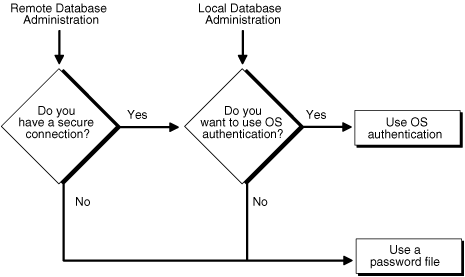 Remote Database
Administration
Local Database
Administration
Do you
have a secure
connection?
Yes
Do you
want to use OS
authentication?
Yes
Use OS
authentication
No
No
Use a
password file